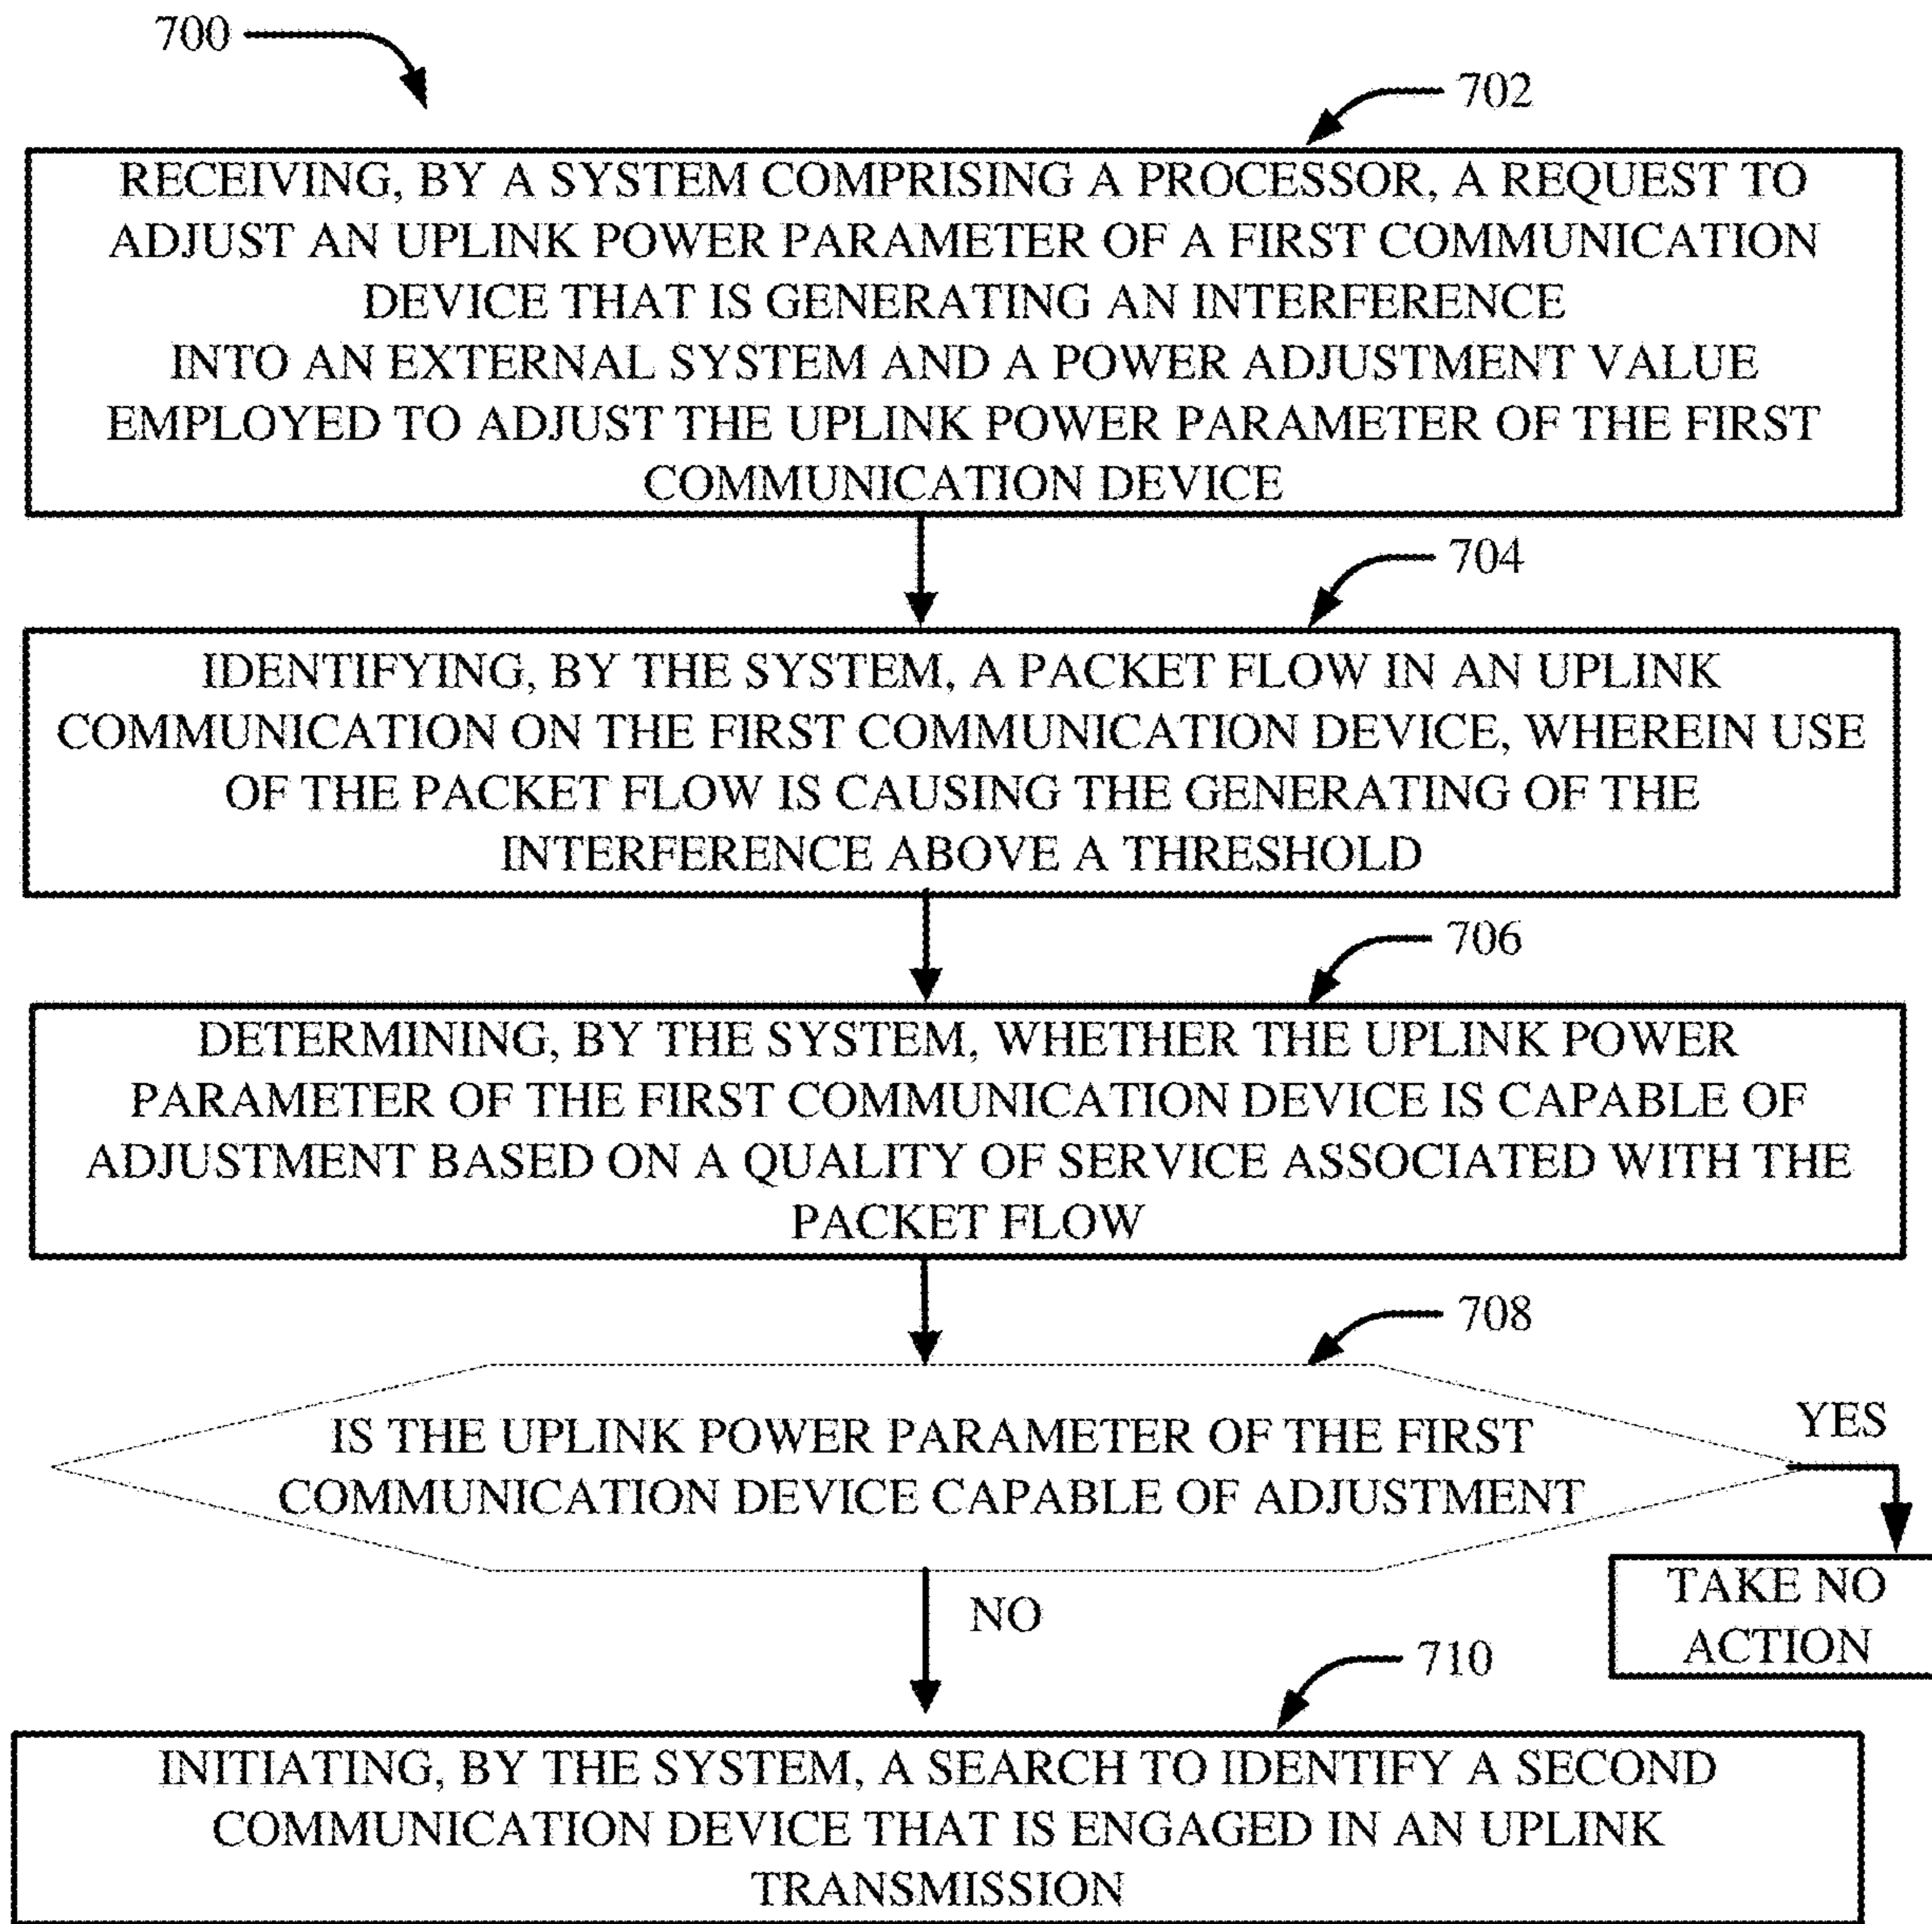 700
702
RECEIVING, BY A SYSTEM COMPRISING A PROCESSOR, A REQUEST TO
ADJUST AN UPLINK POWER PARAMETER OF A FIRST COMMUNICATION
DEVICE THAT IS GENERATING AN INTERFERENCE
INTO AN EXTERNAL SYSTEM AND A POWER ADJUSTMENT VALUE
EMPLOYED TO ADJUST THE UPLINK POWER PARAMETER OF THE FIRST
COMMUNICATION DEVICE
704
IDENTIFYING, BY THE SYSTEM, A PACKET FLOW IN AN UPLINK
COMMUNICATION ON THE FIRST COMMUNICATION DEVICE, WHEREIN USE
OF THE PACKET FLOW IS CAUSING THE GENERATING OF THE
INTERFERENCE ABOVE A THRESHOLD
706
DETERMINING, BY THE SYSTEM, WHETHER THE UPLINK POWER
PARAMETER OF THE FIRST COMMUNICATION DEVICE IS CAPABLE OF
ADJUSTMENT BASED ON A QUALITY OF SERVICE ASSOCIATED WITH THE
PACKET FLOW
708
IS THE UPLINK POWER PARAMETER OF THE FIRST
COMMUNICATION DEVICE CAPABLE OF ADJUSTMENT
YES
TAKE NO
ACTION
NO
710
INITIATING, BY THE SYSTEM, A SEARCH TO IDENTIFY A SECOND
COMMUNICATION DEVICE THAT IS ENGAGED IN AN UPLINK
TRANSMISSION